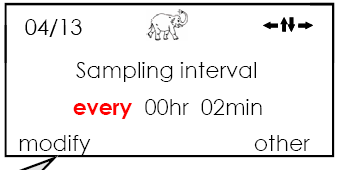 04/13
Sampling interval
every 00hr 02min
modify other